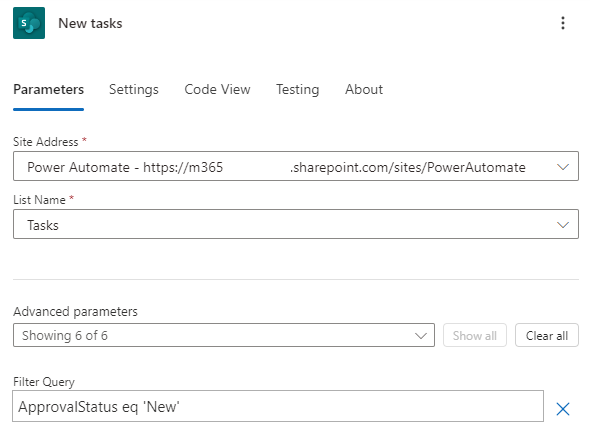 New tasks
Parameters Settings Code View Testing About
Site Address *
Power Automate - https://m365 .sharepoint.com/sites/PowerAutomate
List Name *
Tasks
Advanced parameters
Showing 6 of 6 Show all Clear all
Filter Query
ApprovalStatus eq 'New'